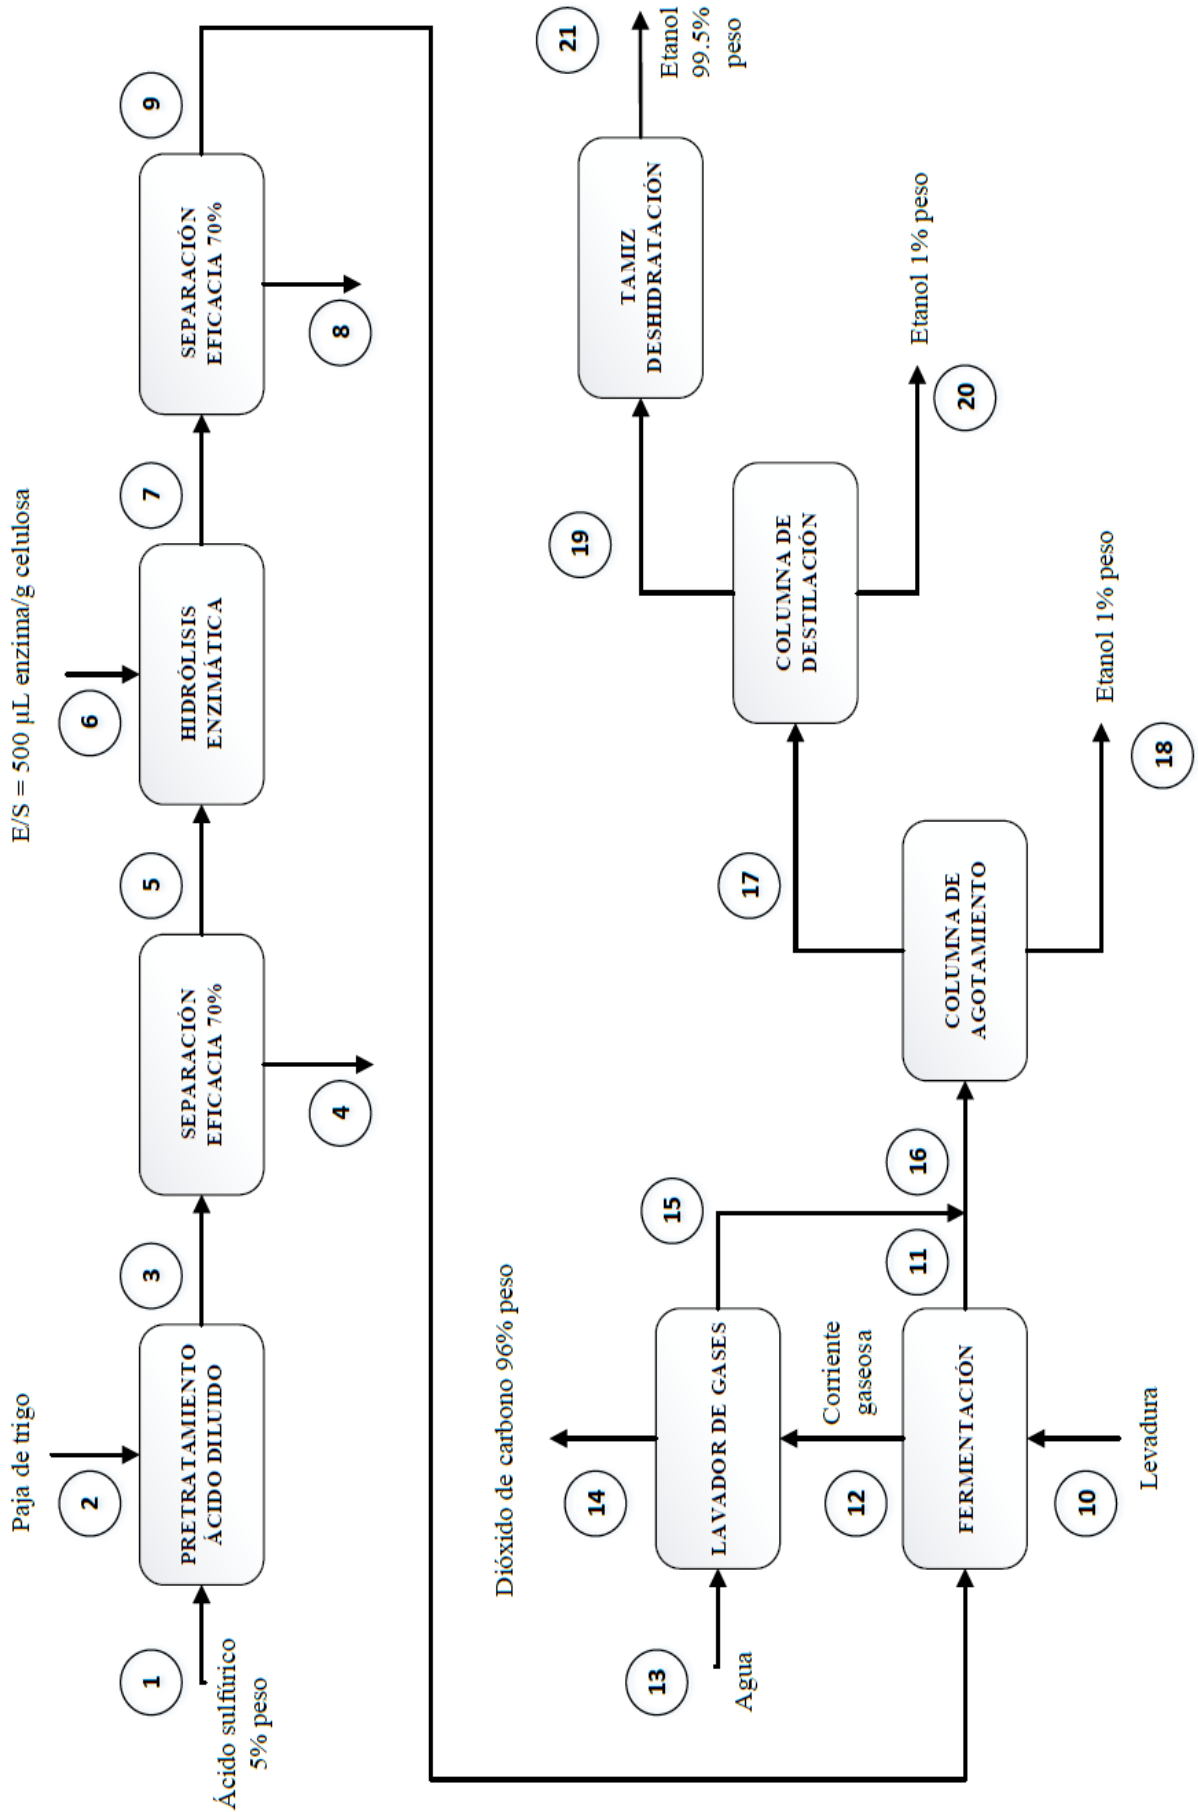 Paja de trigo
2
1
Ácido sulfúrico
5% peso
PRETRATAMIENTO
ÁCIDO DILUIDO
3
SEPARACIÓN
EFICACIA 70%
4
5
E/S = 500 µL enzima/g celulosa
6
HIDRÓLISIS
ENZIMÁTICA
7
SEPARACIÓN
EFICACIA 70%
8
9
Dióxido de carbono 96% peso
14
13
Agua
LAVADOR DE GASES
15
12
Corriente
gaseosa
FERMENTACIÓN
10
Levadura
11
16
COLUMNA DE
AGOTAMIENTO
17
18
Etanol 1% peso
COLUMNA DE
DESTILACIÓN
19
20
Etanol 1% peso
TAMIZ
DESHIDRATACIÓN
21
Etanol
99.5%
peso